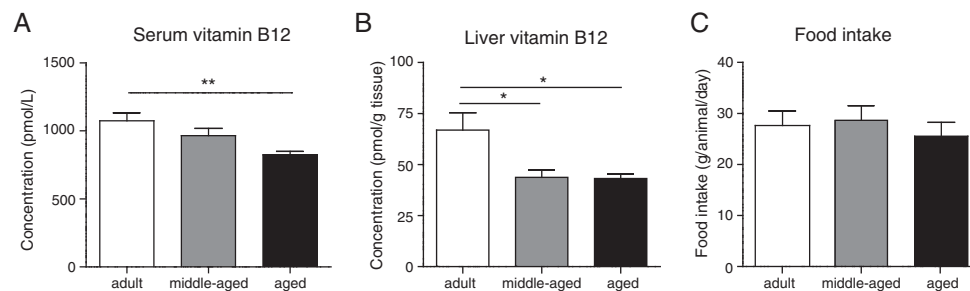 A
Serum vitamin B12
Concentration (pmol/L)
1500
1000
500
0
**
adult middle-aged aged
B
Liver vitamin B12
Concentration (pmol/g tissue)
100
75
50
25
0
*
*
adult middle-aged aged
C
Food intake
Food intake (g/animal/day)
40
30
20
10
0
adult middle-aged aged